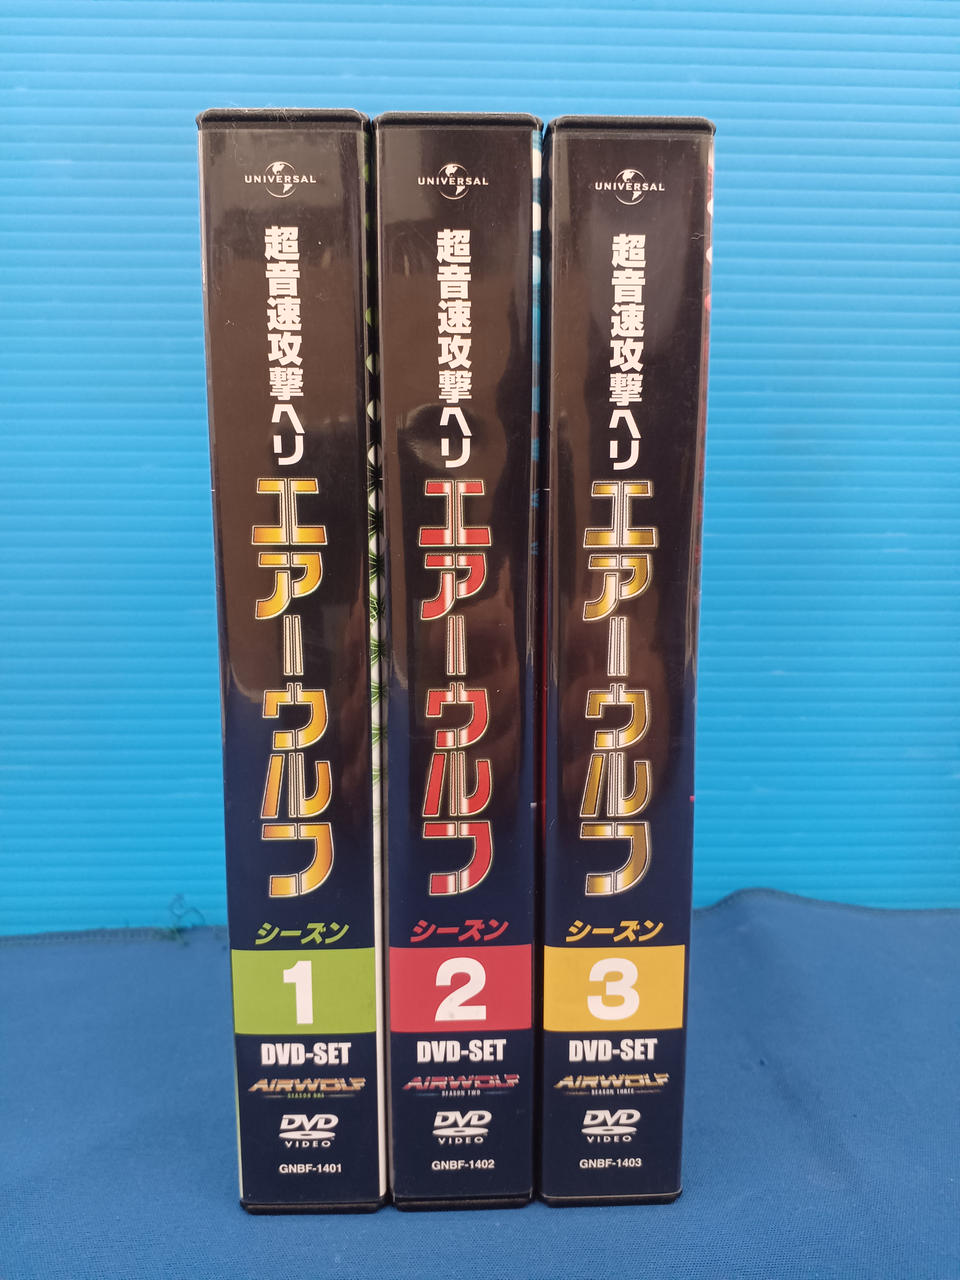 UNIVERSAL
超音速攻撃ヘリ
エアーウルフ
シーズン
1
DVD-SET
AIRWOLF
SEASON ONE
DVD
VIDEO
GNBF-1401
UNIVERSAL
超音速攻撃ヘリ
エアーウルフ
シーズン
2
DVD-SET
AIRWOLF
SEASON TWO
DVD
VIDEO
GNBF-1402
UNIVERSAL
超音速攻撃ヘリ
エアーウルフ
シーズン
3
DVD-SET
AIRWOLF
SEASON THREE
DVD
VIDEO
GNBF-1403